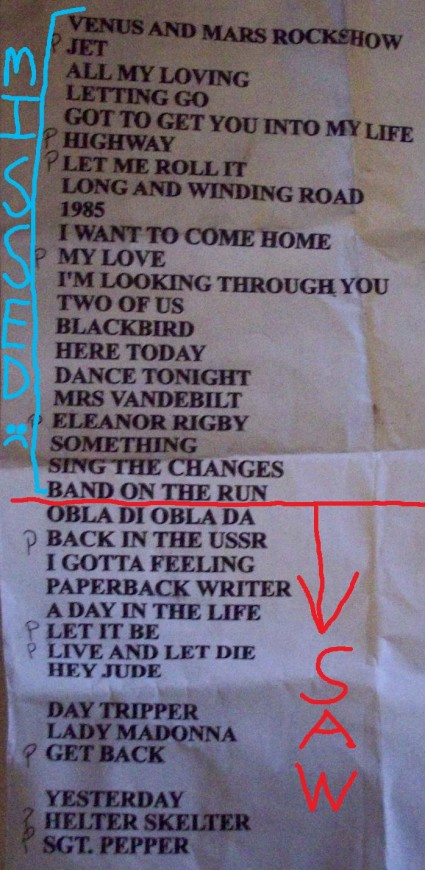 VENUS AND MARS ROCKSHOW
P JET
ALL MY LOVING
LETTING GO
GOT TO GET YOU INTO MY LIFE
P HIGHWAY
P LET ME ROLL IT
LONG AND WINDING ROAD
1985
I WANT TO COME HOME
P MY LOVE
I'M LOOKING THROUGH YOU
TWO OF US
BLACKBIRD
HERE TODAY
DANCE TONIGHT
MRS VANDEBILT
P ELEANOR RIGBY
SOMETHING
SING THE CHANGES
BAND ON THE RUN
OBLA DI OBLA DA
P BACK IN THE USSR
I GOTTA FEELING
PAPERBACK WRITER
A DAY IN THE LIFE
P LET IT BE
P LIVE AND LET DIE
HEY JUDE
DAY TRIPPER
LADY MADONNA
P GET BACK
YESTERDAY
P HELTER SKELTER
P SGT. PEPPER
MISSED :(
SAW